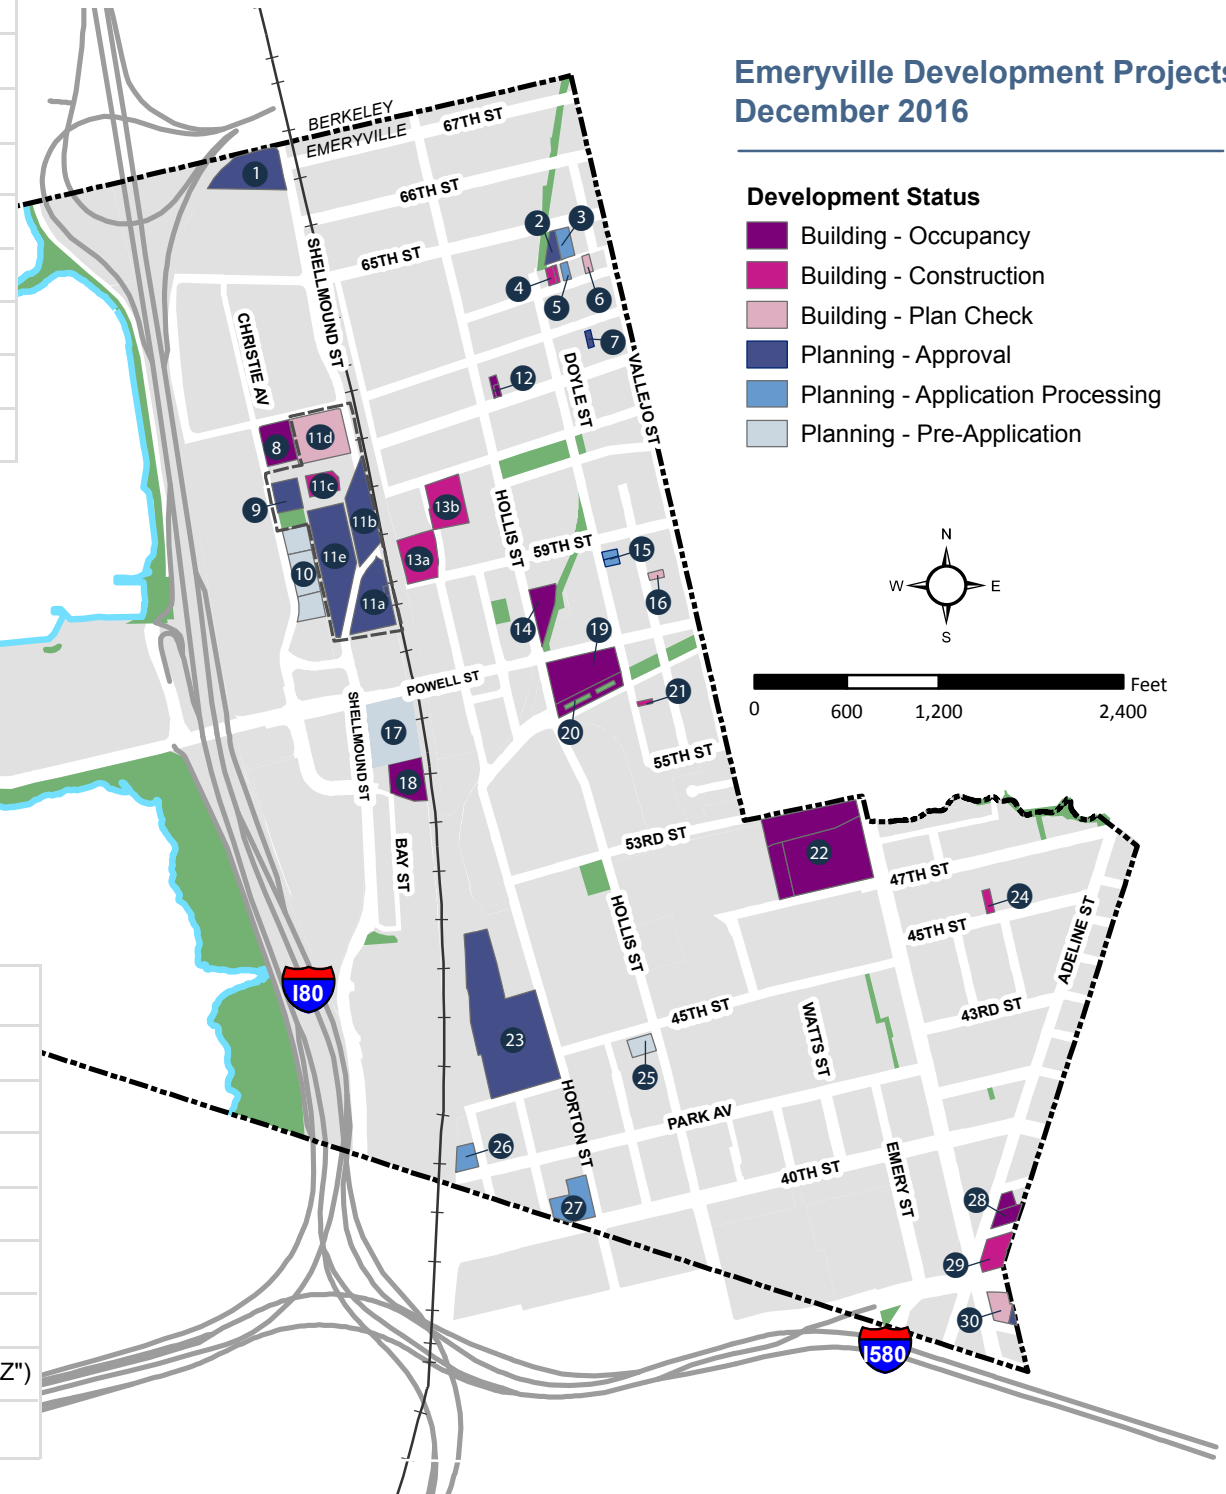 Emeryville Development Projects
December 2016
Development Status
Building - Occupancy
Building - Construction
Building - Plan Check
Planning - Approval
Planning - Application Processing
Planning - Pre-Application
N
W
E
S
Feet
0
600
1,200
2,400
BERKELEY
EMERYVILLE
67TH ST
66TH ST
65TH ST
SHELLMOUND ST
CHRISTIE AV
DOYLE ST
VALLEJO ST
HOLLIS ST
59TH ST
POWELL ST
SHELLMOUND ST
BAY ST
55TH ST
53RD ST
HOLLIS ST
47TH ST
45TH ST
ADELINE ST
43RD ST
45TH ST
WATTS ST
HORTON ST
PARK AV
40TH ST
EMERY ST
I80
I580
1
2
3
4
5
6
7
12
8
11d
9
11c
11b
11e
10
11a
13b
13a
15
16
14
19
20
21
17
18
22
24
23
25
26
27
28
29
30
Z")